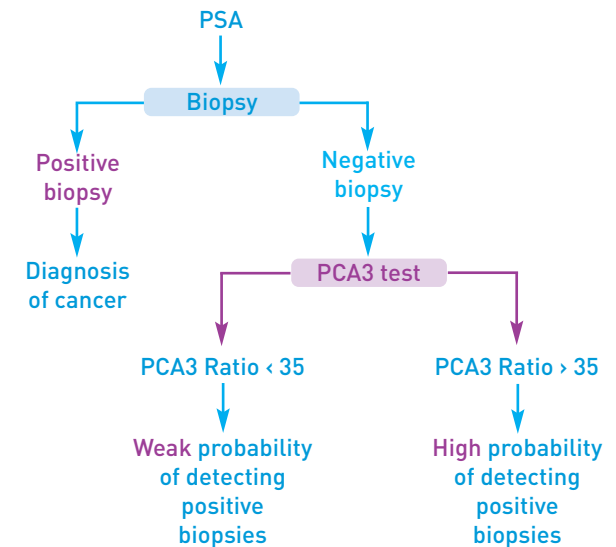 PSA
Biopsy
Positive
biopsy
Negative
biopsy
Diagnosis
of cancer
PCA3 test
PCA3 Ratio ‹ 35
PCA3 Ratio › 35
Weak probability
of detecting
positive
biopsies
High probability
of detecting
positive
biopsies